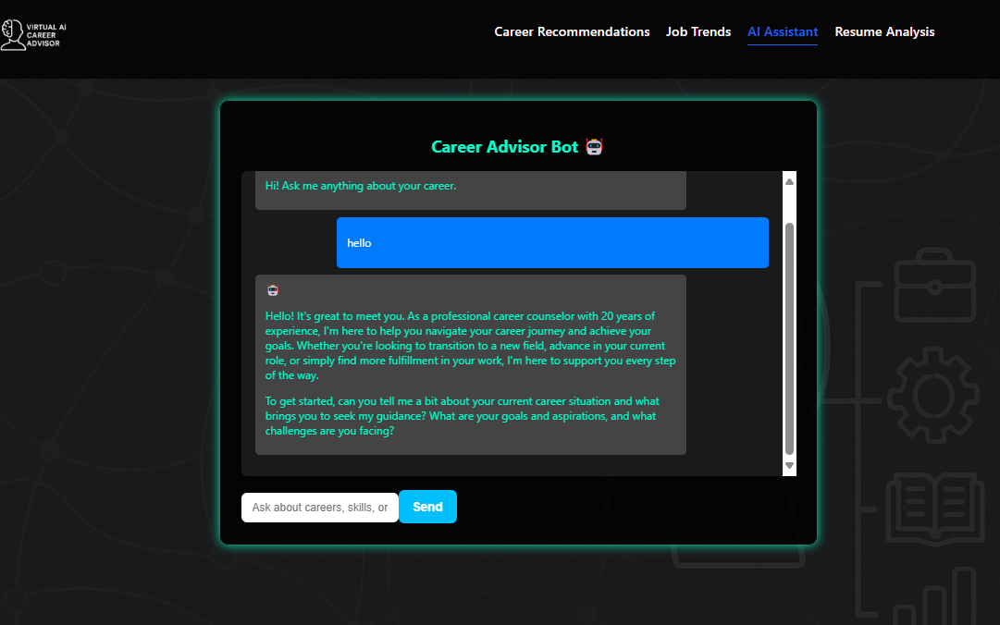 VIRTUAL AI
CAREER
ADVISOR
Career Recommendations
Job Trends
AI Assistant
Resume Analysis
Career Advisor Bot
Hi! Ask me anything about your career.
hello
Hello! It's great to meet you. As a professional career counselor with 20 years of
experience, I'm here to help you navigate your career journey and achieve your
goals. Whether you're looking to transition to a new field, advance in your current
role, or simply find more fulfillment in your work, I'm here to support you every step
of the way.
To get started, can you tell me a bit about your current career situation and what
brings you to seek my guidance? What are your goals and aspirations, and what
challenges are you facing?
Ask about careers, skills, or
Send